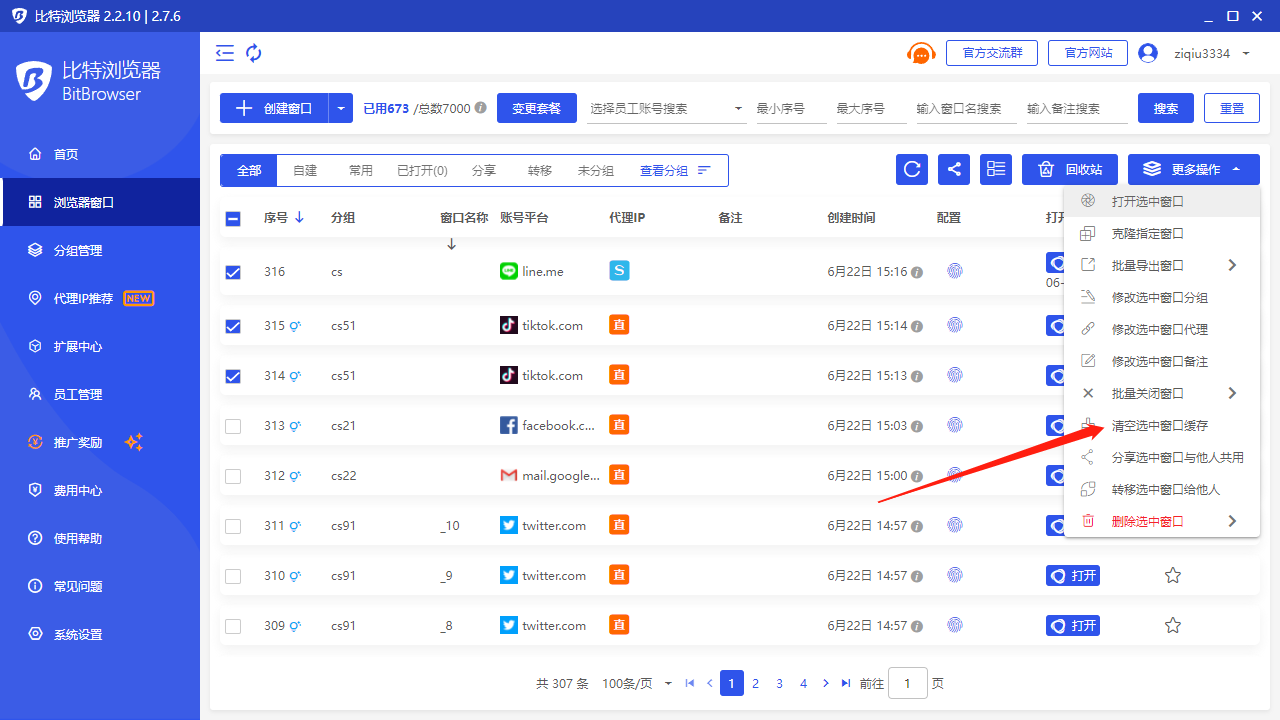 比特浏览器 2.2.10 | 2.7.6
比特浏览器
BitBrowser
首页
浏览器窗口
分组管理
代理IP推荐 NEW
扩展中心
员工管理
推广奖励
费用中心
使用帮助
常见问题
系统设置
官方交流群 官方网站 ziqiu3334
创建窗口 已用673 /总数7000 变更套餐 选择员工账号搜索 最小序号 最大序号 输入窗口名搜索 输入备注搜索 搜索 重置
全部 自建 常用 已打开(0) 分享 转移 未分组 查看分组 回收站 更多操作
序号 分组 窗口名称 账号平台 代理IP 备注 创建时间 配置
316 cs LINE line.me S 6月22日 15:16
06-
315 cs51 tiktok.com 直 6月22日 15:14
314 cs51 tiktok.com 直 6月22日 15:13
313 cs21 facebook.c... 直 6月22日 15:03
312 cs22 mail.google... 直 6月22日 15:00
311 cs91 _10 twitter.com 直 6月22日 14:57
310 cs91 _9 twitter.com 直 6月22日 14:57 打开
309 cs91 _8 twitter.com 直 6月22日 14:57 打开
打开选中窗口
克隆指定窗口
批量导出窗口
修改选中窗口分组
修改选中窗口代理
修改选中窗口备注
批量关闭窗口
清空选中窗口缓存
分享选中窗口与他人共用
转移选中窗口给他人
删除选中窗口
共 307 条 100条/页 1 2 3 4 前往 1 页